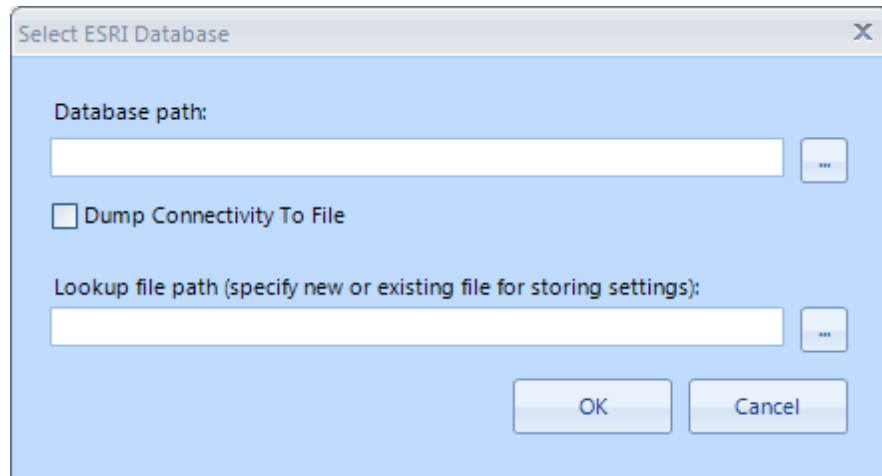 Select ESRI Database
Database path:
...
Dump Connectivity To File
Lookup file path (specify new or existing file for storing settings):
...
OK Cancel